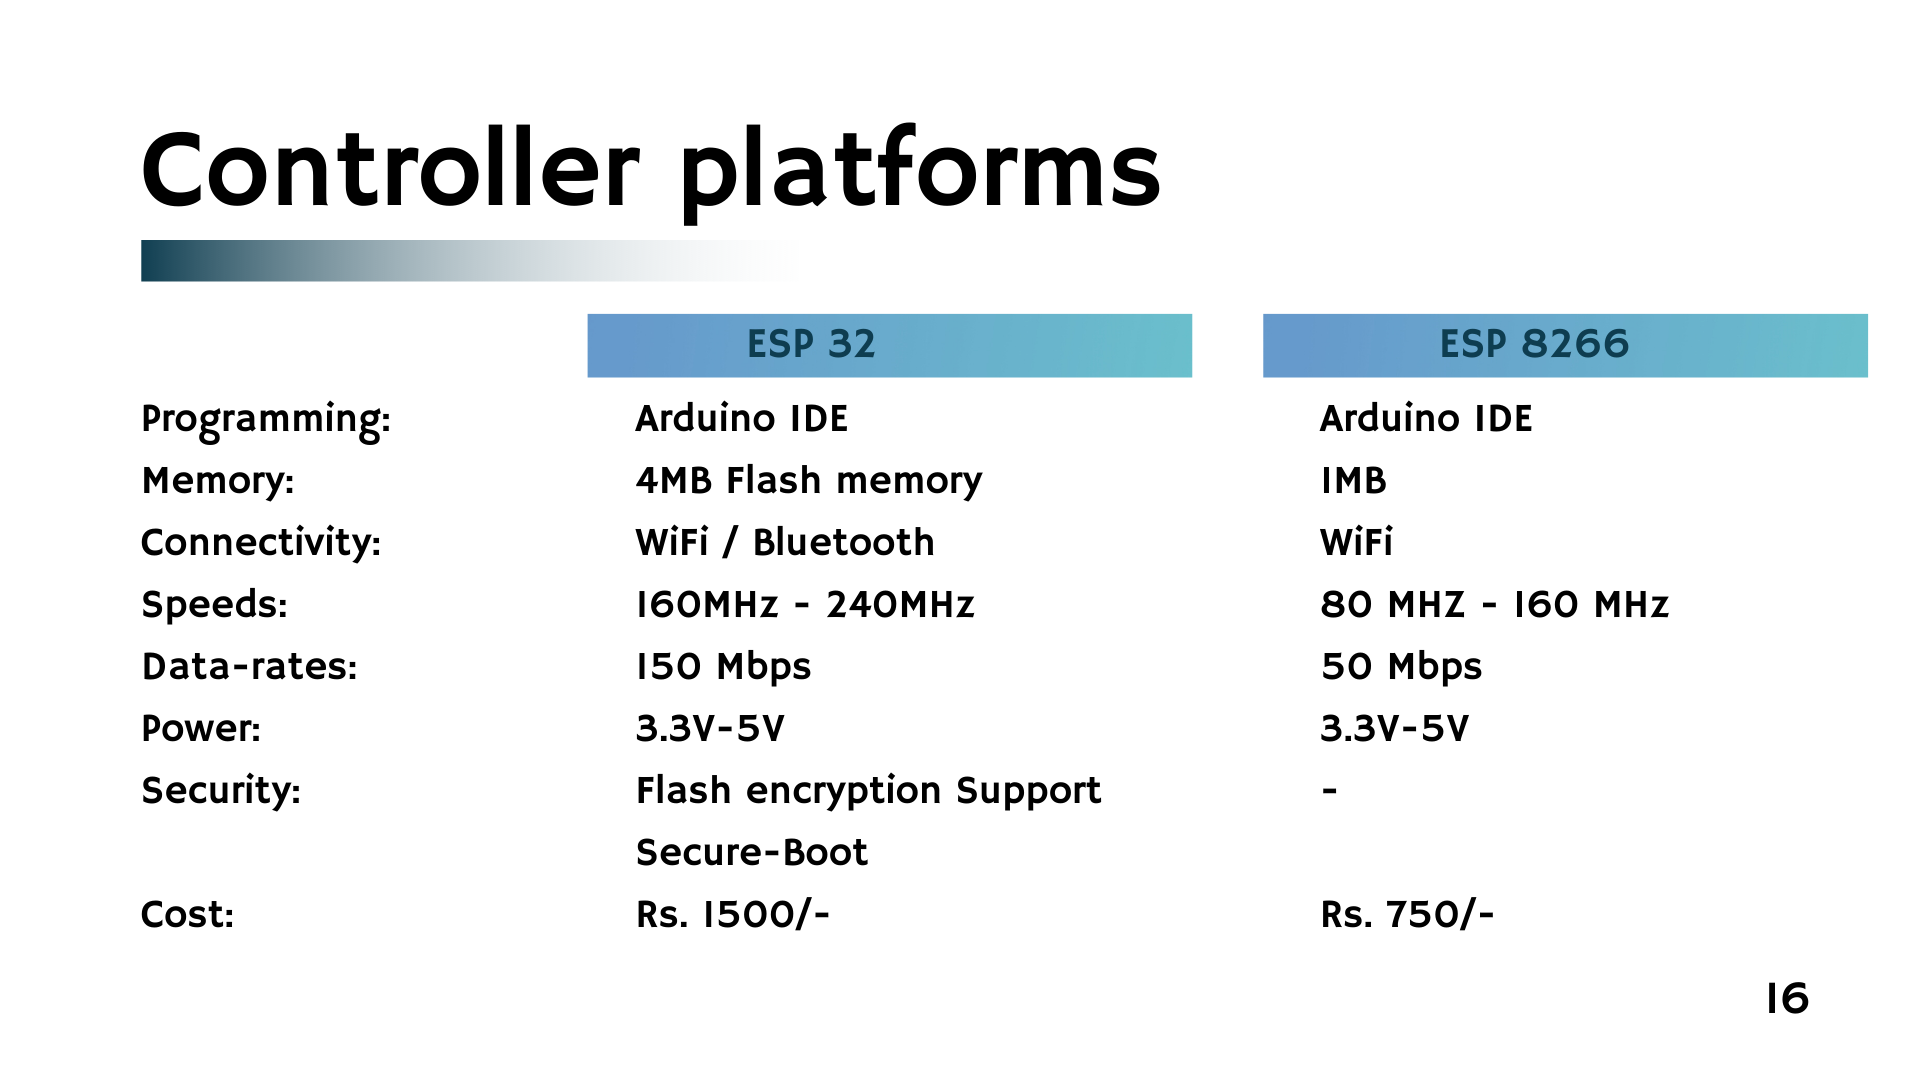 Controller platforms
ESP 32 ESP 8266
Programming: Arduino IDE Arduino IDE
Memory: 4MB Flash memory 1MB
Connectivity: WiFi / Bluetooth WiFi
Speeds: 160MHz - 240MHz 80 MHZ - 160 MHz
Data-rates: 150 Mbps 50 Mbps
Power: 3.3V-5V 3.3V-5V
Security: Flash encryption Support -
Secure-Boot
Cost: Rs. 1500/- Rs. 750/-
16